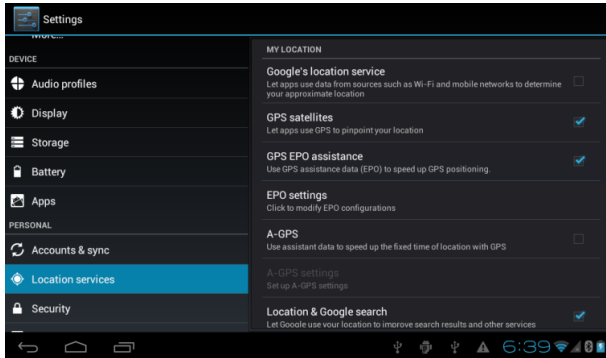 Settings
More...
DEVICE
Audio profiles
Display
Storage
Battery
Apps
PERSONAL
Accounts & sync
Location services
Security
MY LOCATION
Google's location service
Let apps use data from sources such as Wi-Fi and mobile networks to determine
your approximate location
GPS satellites
Let apps use GPS to pinpoint your location
GPS EPO assistance
Use GPS assistance data (EPO) to speed up GPS positioning.
EPO settings
Click to modify EPO configurations
A-GPS
Use assistant data to speed up the fixed time of location with GPS
A-GPS settings
Set up A-GPS settings
Location & Google search
Let Google use your location to improve search results and other services
6:39